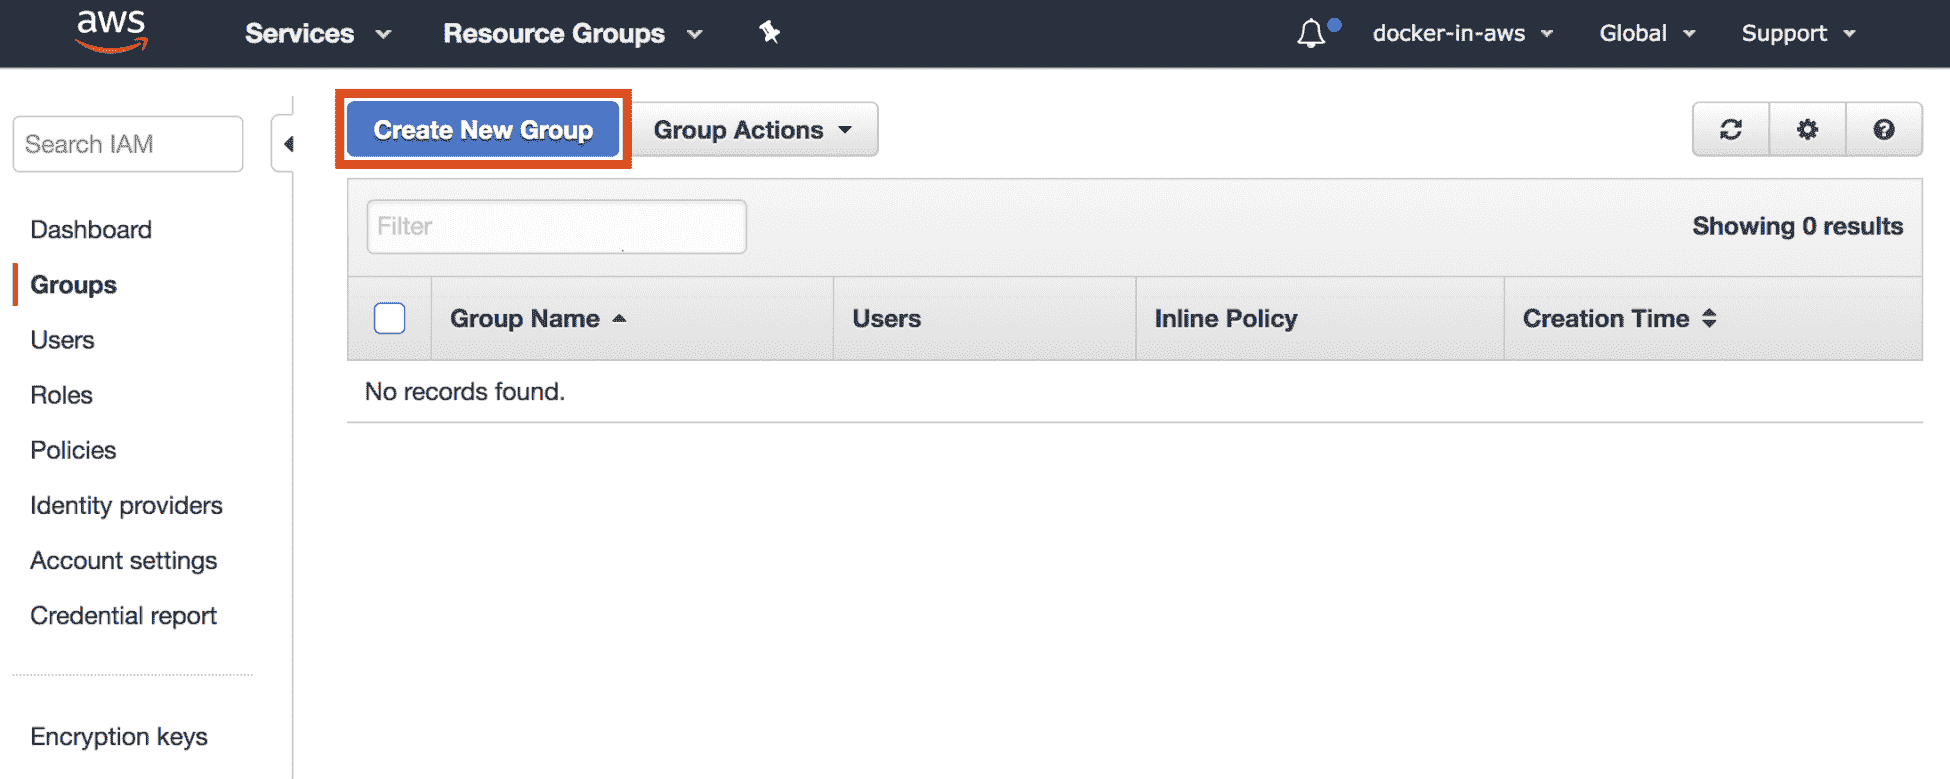 aws Services Resource Groups docker-in-aws Global Support
Search IAM
Dashboard
Groups
Users
Roles
Policies
Identity providers
Account settings
Credential report
Encryption keys
Create New Group Group Actions
Filter Showing 0 results
Group Name Users Inline Policy Creation Time
No records found.